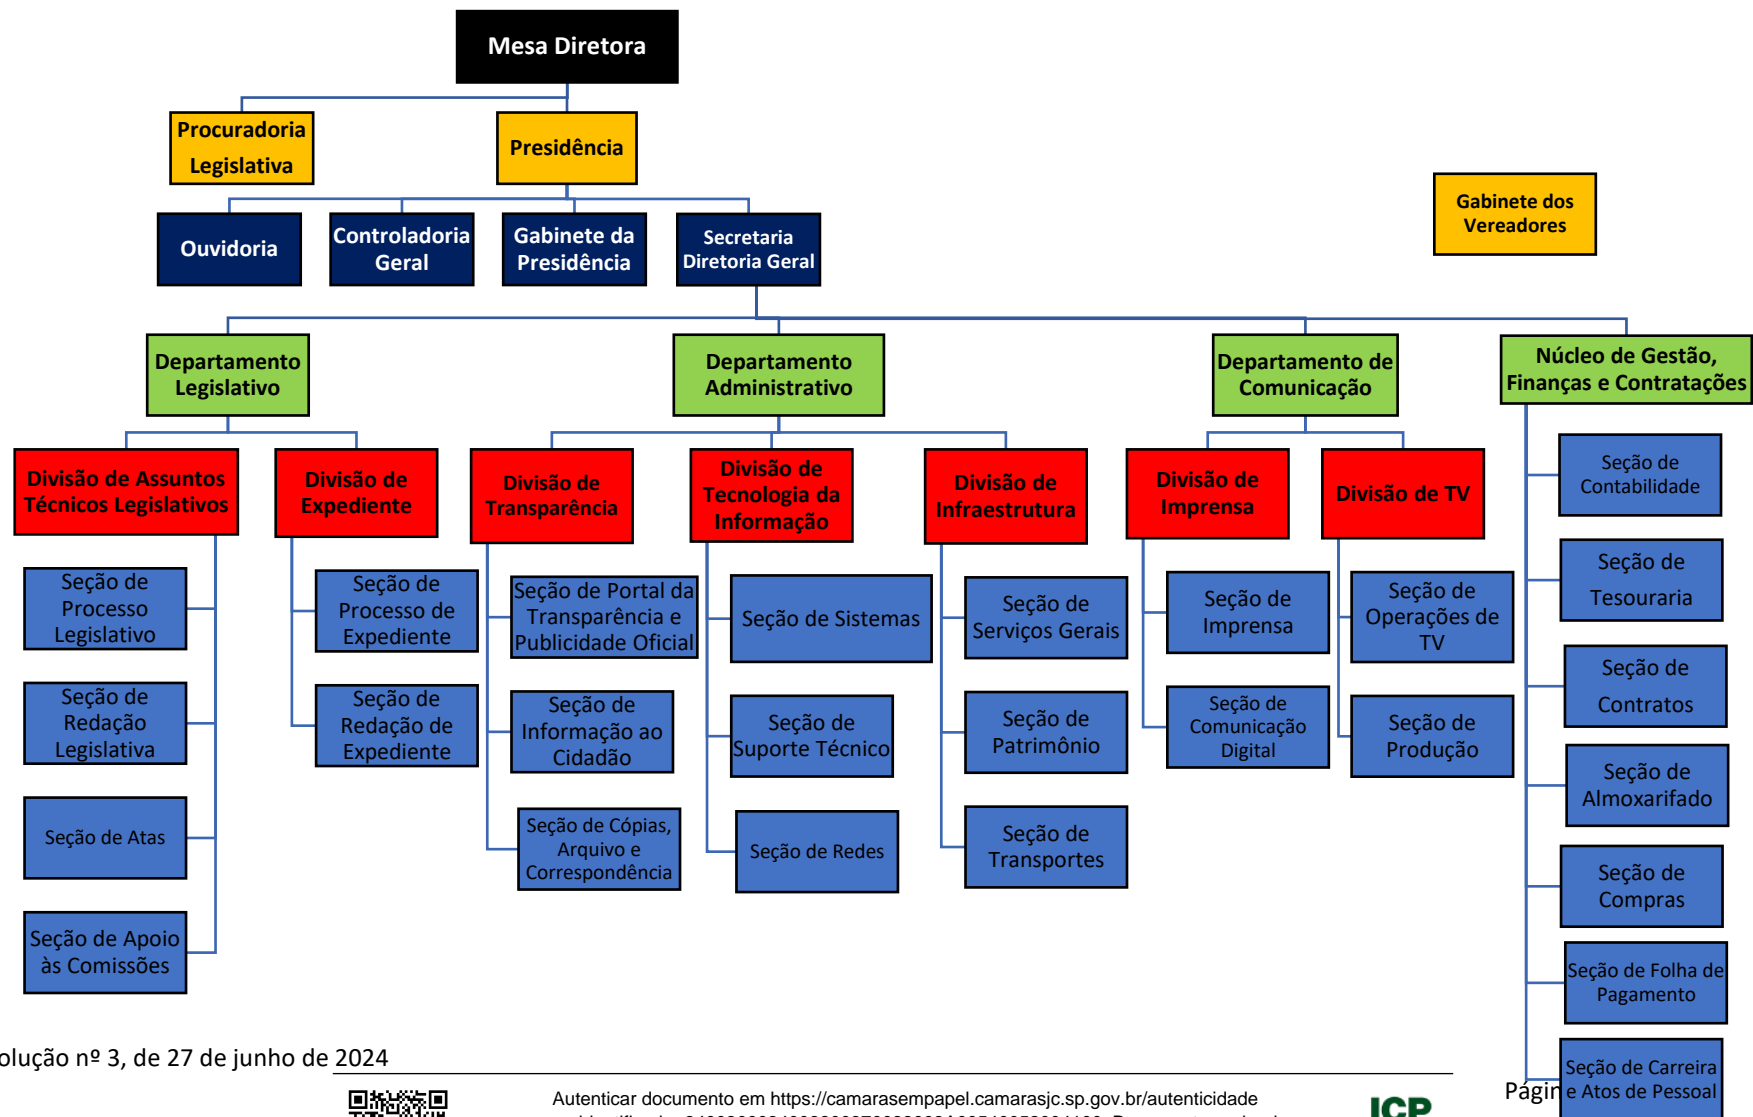 Mesa Diretora
Procuradoria
Legislativa
Presidência
Gabinete dos
Vereadores
Ouvidoria
Controladoria
Geral
Gabinete da
Presidência
Secretaria
Diretoria Geral
Departamento
Legislativo
Departamento
Administrativo
Departamento de
Comunicação
Núcleo de Gestão,
Finanças e Contratações
Divisão de Assuntos
Técnicos Legislativos
Divisão de
Expediente
Divisão de
Transparência
Divisão de
Tecnologia da
Informação
Divisão de
Infraestrutura
Divisão de
Imprensa
Divisão de TV
Seção de
Processo
Legislativo
Seção de
Redação
Legislativa
Seção de Atas
Seção de Apoio
às Comissões
Seção de
Processo de
Expediente
Seção de
Redação de
Expediente
Seção de Portal da
Transparência e
Publicidade Oficial
Seção de
Informação ao
Cidadão
Seção de Cópias,
Arquivo e
Correspondência
Seção de Sistemas
Seção de
Suporte Técnico
Seção de Redes
Seção de
Serviços Gerais
Seção de
Patrimônio
Seção de
Transportes
Seção de
Imprensa
Seção de
Comunicação
Digital
Seção de
Operações de
TV
Seção de
Produção
Seção de
Contabilidade
Seção de
Tesouraria
Seção de
Contratos
Seção de
Almoxarifado
Seção de
Compras
Seção de Folha de
Pagamento
Seção de Carreira
e Atos de Pessoal
olução nº 3, de 27 de junho de 2024
Págin
Autenticar documento em https://camarasempapel.camarasjc.sp.gov.br/autenticidade
ICP